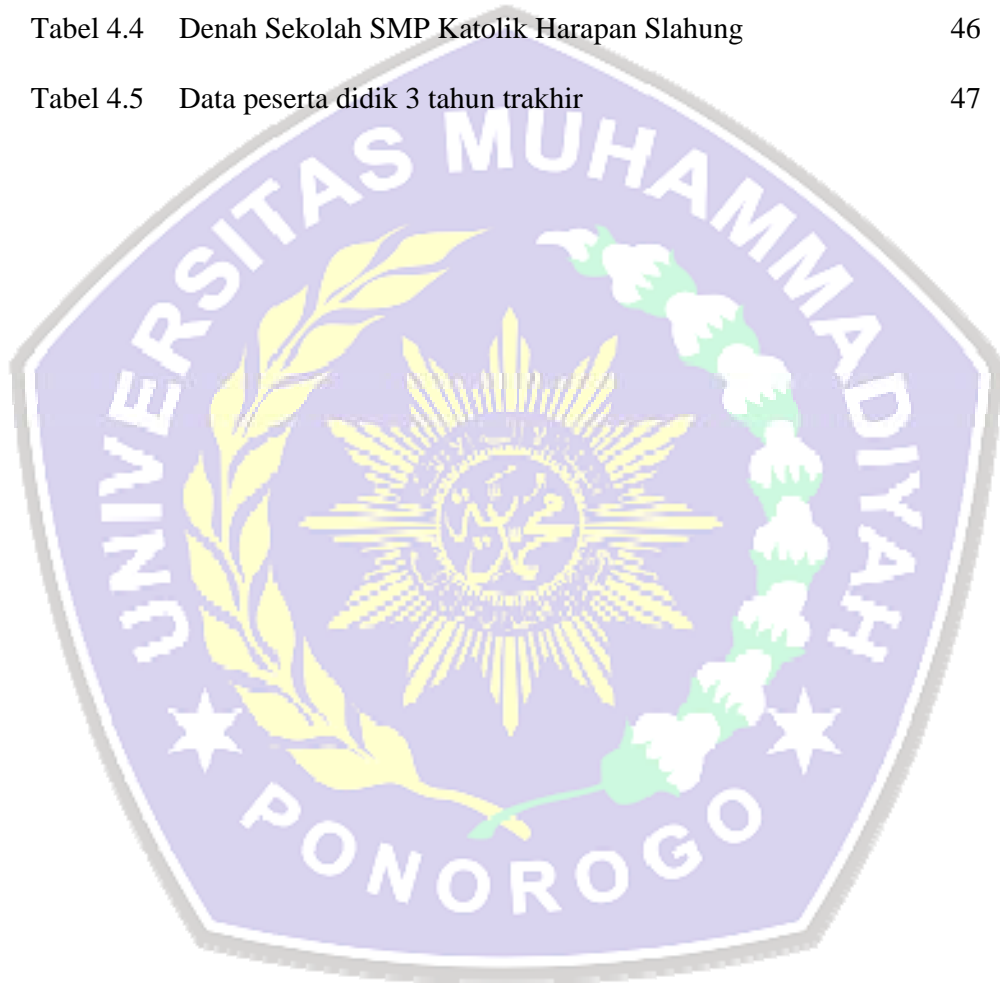 Tabel 4.4 Denah Sekolah SMP Katolik Harapan Slahung 46
Tabel 4.5 Data peserta didik 3 tahun trakhir 47
UNIVERSITAS MUHAMMADIYAH
PONOROGO